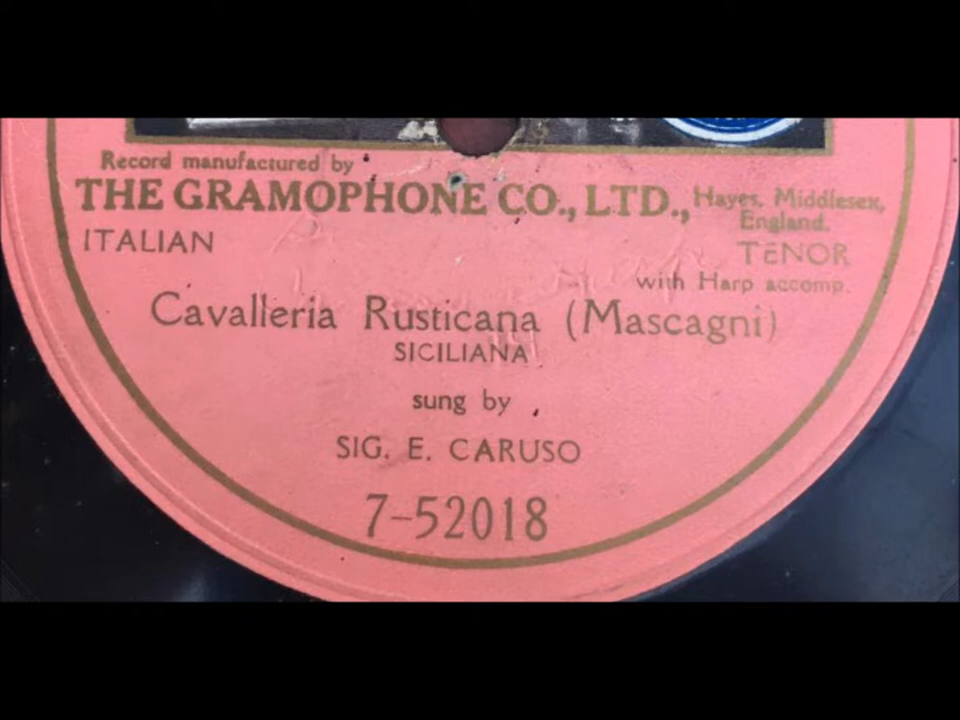 Record manufactured by
THE GRAMOPHONE CO., LTD., Hayes, Middlesex,
England.
ITALIAN TENOR
with Harp accomp.
Cavalleria Rusticana (Mascagni)
SICILIANA
sung by
SIG. E. CARUSO
7-52018